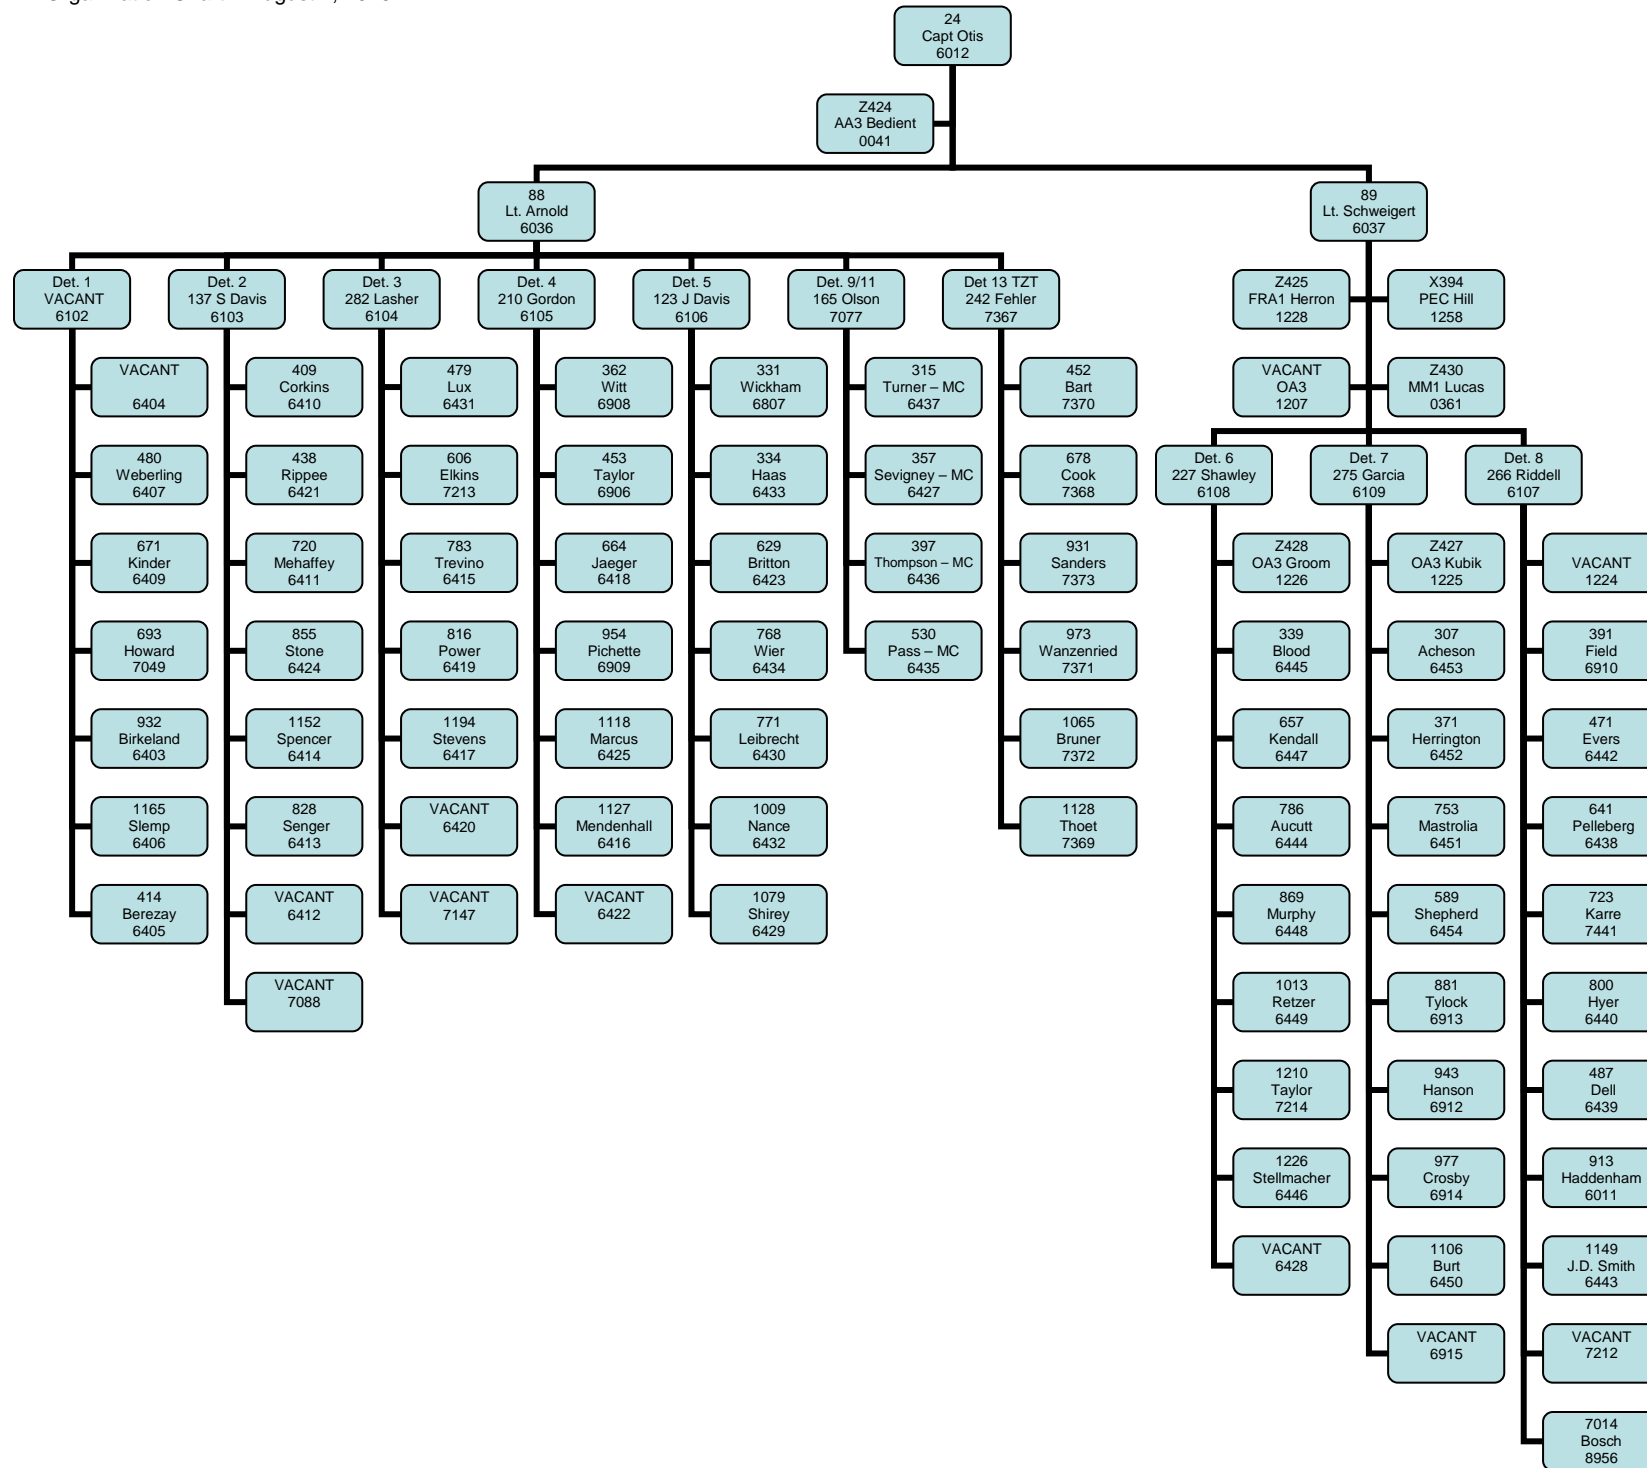 24
Capt Otis
6012
Z424
AA3 Bedient
0041
88
Lt. Arnold
6036
89
Lt. Schweigert
6037
Det. 1
VACANT
6102
Det. 2
137 S Davis
6103
Det. 3
282 Lasher
6104
Det. 4
210 Gordon
6105
Det. 5
123 J Davis
6106
Det. 9/11
165 Olson
7077
Det 13 TZT
242 Fehler
7367
VACANT
6404
480
Weberling
6407
671
Kinder
6409
693
Howard
7049
932
Birkeland
6403
1165
Slemp
6406
414
Berezay
6405
409
Corkins
6410
438
Rippee
6421
720
Mehaffey
6411
855
Stone
6424
1152
Spencer
6414
828
Senger
6413
VACANT
6412
VACANT
7088
479
Lux
6431
606
Elkins
7213
783
Trevino
6415
816
Power
6419
1194
Stevens
6417
VACANT
6420
VACANT
7147
362
Witt
6908
453
Taylor
6906
664
Jaeger
6418
954
Pichette
6909
1118
Marcus
6425
1127
Mendenhall
6416
VACANT
6422
331
Wickham
6807
334
Haas
6433
629
Britton
6423
768
Wier
6434
771
Leibrecht
6430
1009
Nance
6432
1079
Shirey
6429
315
Turner – MC
6437
357
Sevigney – MC
6427
397
Thompson – MC
6436
530
Pass – MC
6435
452
Bart
7370
678
Cook
7368
931
Sanders
7373
973
Wanzenried
7371
1065
Bruner
7372
1128
Thoet
7369
Z425
FRA1 Herron
1228
X394
PEC Hill
1258
VACANT
OA3
1207
Z430
MM1 Lucas
0361
Det. 6
227 Shawley
6108
Det. 7
275 Garcia
6109
Det. 8
266 Riddell
6107
Z428
OA3 Groom
1226
339
Blood
6445
657
Kendall
6447
786
Aucutt
6444
869
Murphy
6448
1013
Retzer
6449
1210
Taylor
7214
1226
Stellmacher
6446
VACANT
6428
Z427
OA3 Kubik
1225
307
Acheson
6453
371
Herrington
6452
753
Mastrolia
6451
589
Shepherd
6454
881
Tylock
6913
943
Hanson
6912
977
Crosby
6914
1106
Burt
6450
VACANT
6915
VACANT
1224
391
Field
6910
471
Evers
6442
641
Pelleberg
6438
723
Karre
7441
800
Hyer
6440
487
Dell
6439
913
Haddenham
6011
1149
J.D. Smith
6443
VACANT
7212
7014
Bosch
8956